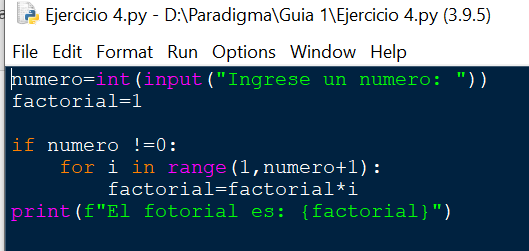 Ejercicio 4.py - D:\Paradigma\Guia 1\Ejercicio 4.py (3.9.5)
File Edit Format Run Options Window Help
numero=int(input("Ingrese un numero: "))
factorial=1
if numero !=0:
    for i in range(1,numero+1):
        factorial=factorial*i
print(f"El fotorial es: {factorial}")